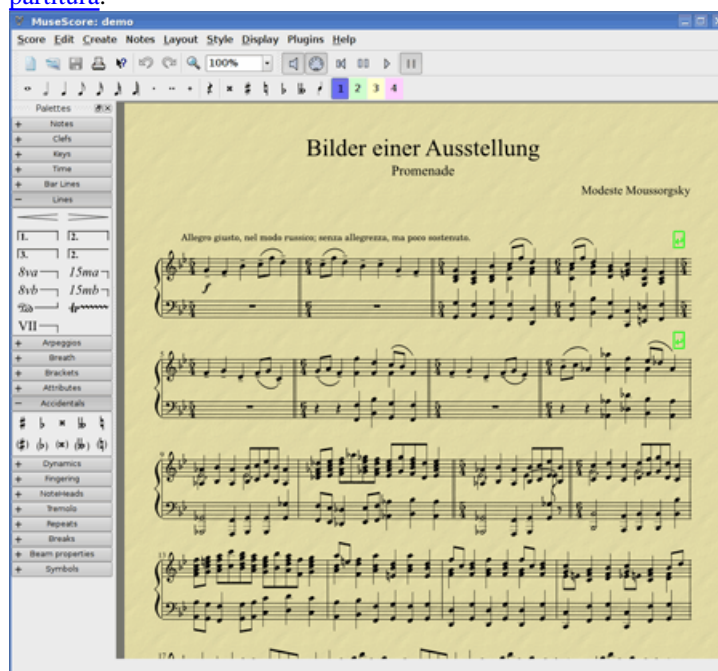 partitura.
MuseScore: demo
Score Edit Create Notes Layout Style Display Plugins Help
100%
1 2 3 4
Palettes
Notes
Clefs
Keys
Time
Bar Lines
Lines
1. 2.
3. 2.
8va 15ma
8vb 15mb
VII
Arpeggios
Breath
Brackets
Attributes
Accidentals
Dynamics
Fingering
NoteHeads
Tremolo
Repeats
Breaks
Beam properties
Symbols
Bilder einer Ausstellung
Promenade
Modeste Moussorgsky
Allegro giusto, nel modo russico; senza allegrezza, ma poco sostenuto.
f
5
9
13
17